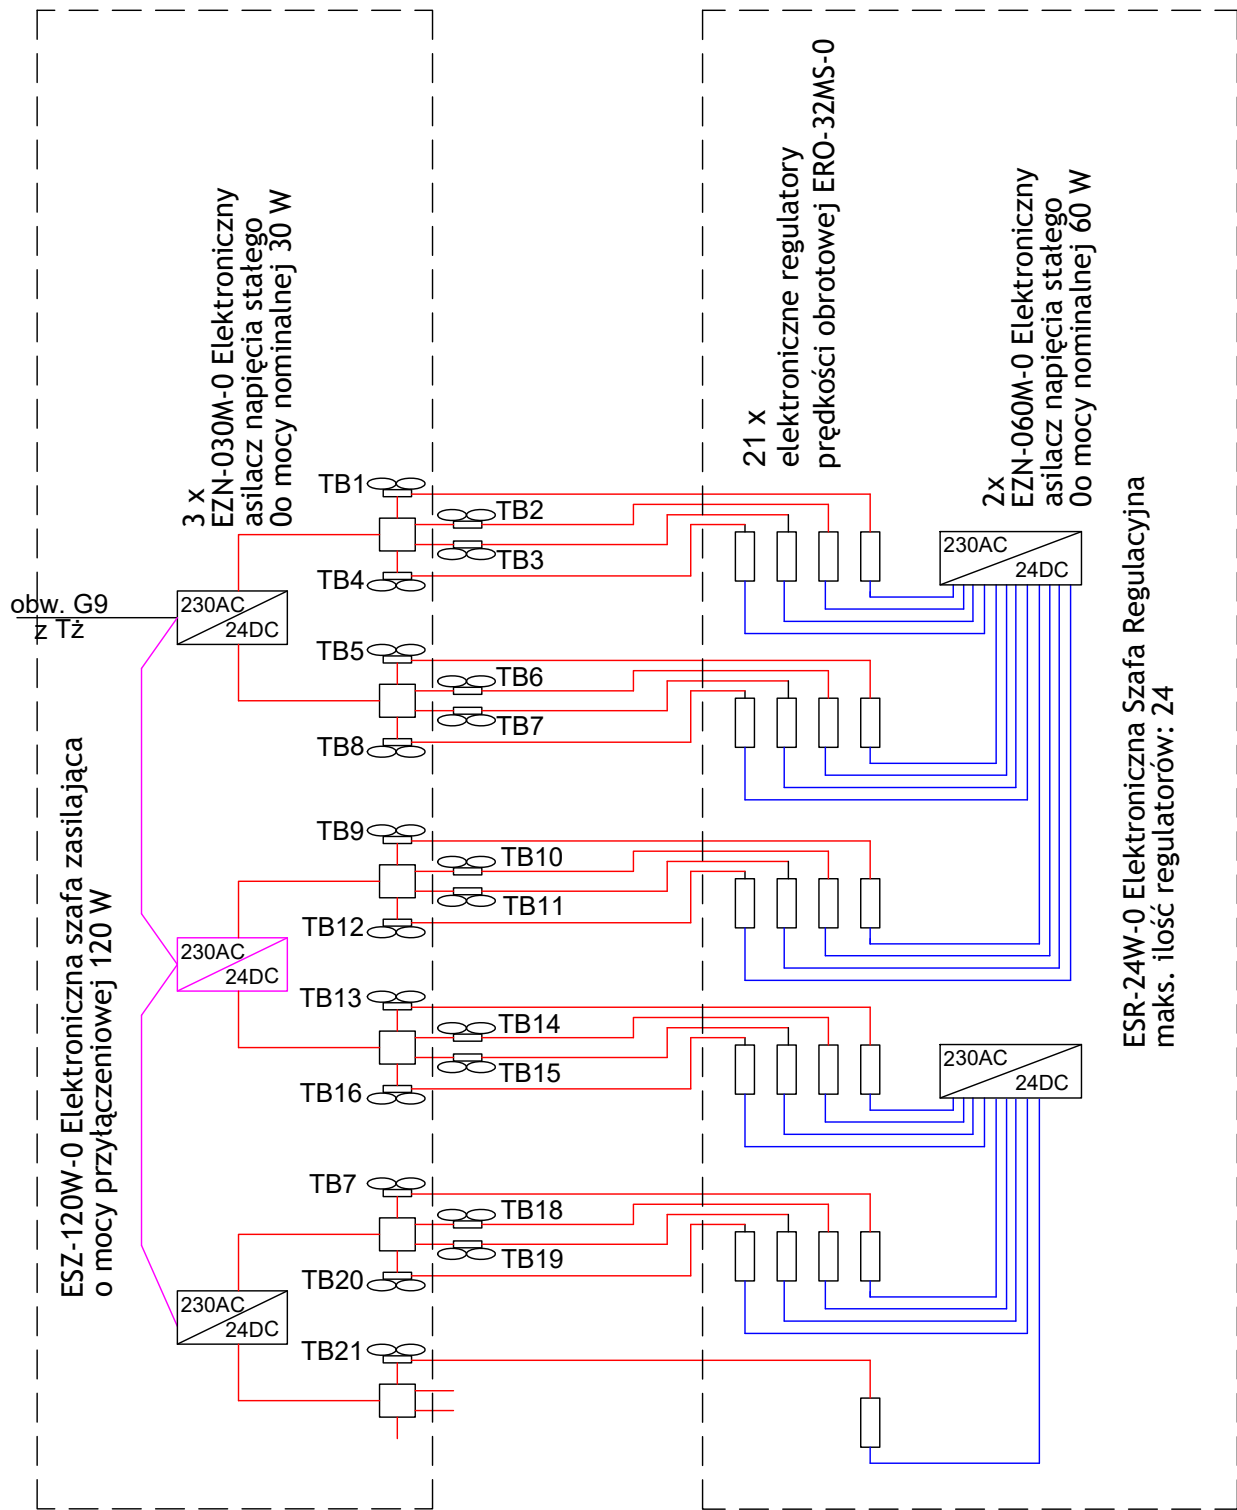 3 x
EZN-030M-0 Elektroniczny
asilacz napięcia stałego
0o mocy nominalnej 30 W
21 x
elektroniczne regulatory
prędkości obrotowej ERO-32MS-0
2x
EZN-060M-0 Elektroniczny
asilacz napięcia stałego
0o mocy nominalnej 60 W
ESR-24W-0 Elektroniczna Szafa Regulacyjna
maks. ilość regulatorów: 24
ESZ-120W-0 Elektroniczna szafa zasilająca
o mocy przyłączeniowej 120 W
obw. G9
z Tż
230AC
24DC
230AC
24DC
230AC
24DC
TB1
TB2
TB3
TB4
TB5
TB6
TB7
TB8
TB9
TB10
TB11
TB12
TB13
TB14
TB15
TB16
TB7
TB18
TB19
TB20
TB21
230AC
24DC
230AC
24DC